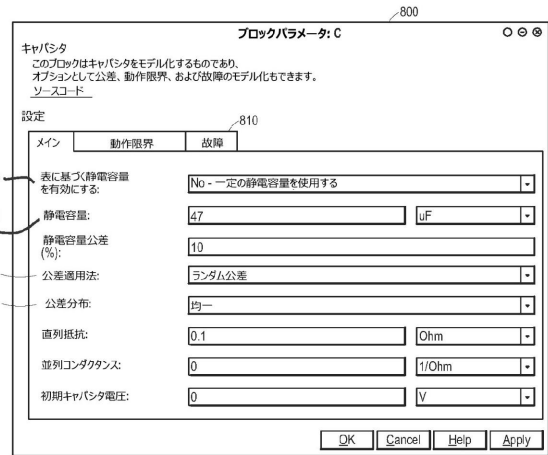 800
ブロックパラメータ: C
キャパシタ
このブロックはキャパシタをモデル化するものであり、
オプションとして公差、動作限界、および故障のモデル化もできます。
ソースコード
設定
810
メイン 動作限界 故障
表に基づく静電容量
を有効にする: No - 一定の静電容量を使用する
静電容量: 47 uF
静電容量公差
(%): 10
公差適用法: ランダム公差
公差分布: 均一
直列抵抗: 0.1 Ohm
並列コンダクタンス: 0 1/Ohm
初期キャパシタ電圧: 0 V
OK Cancel Help Apply